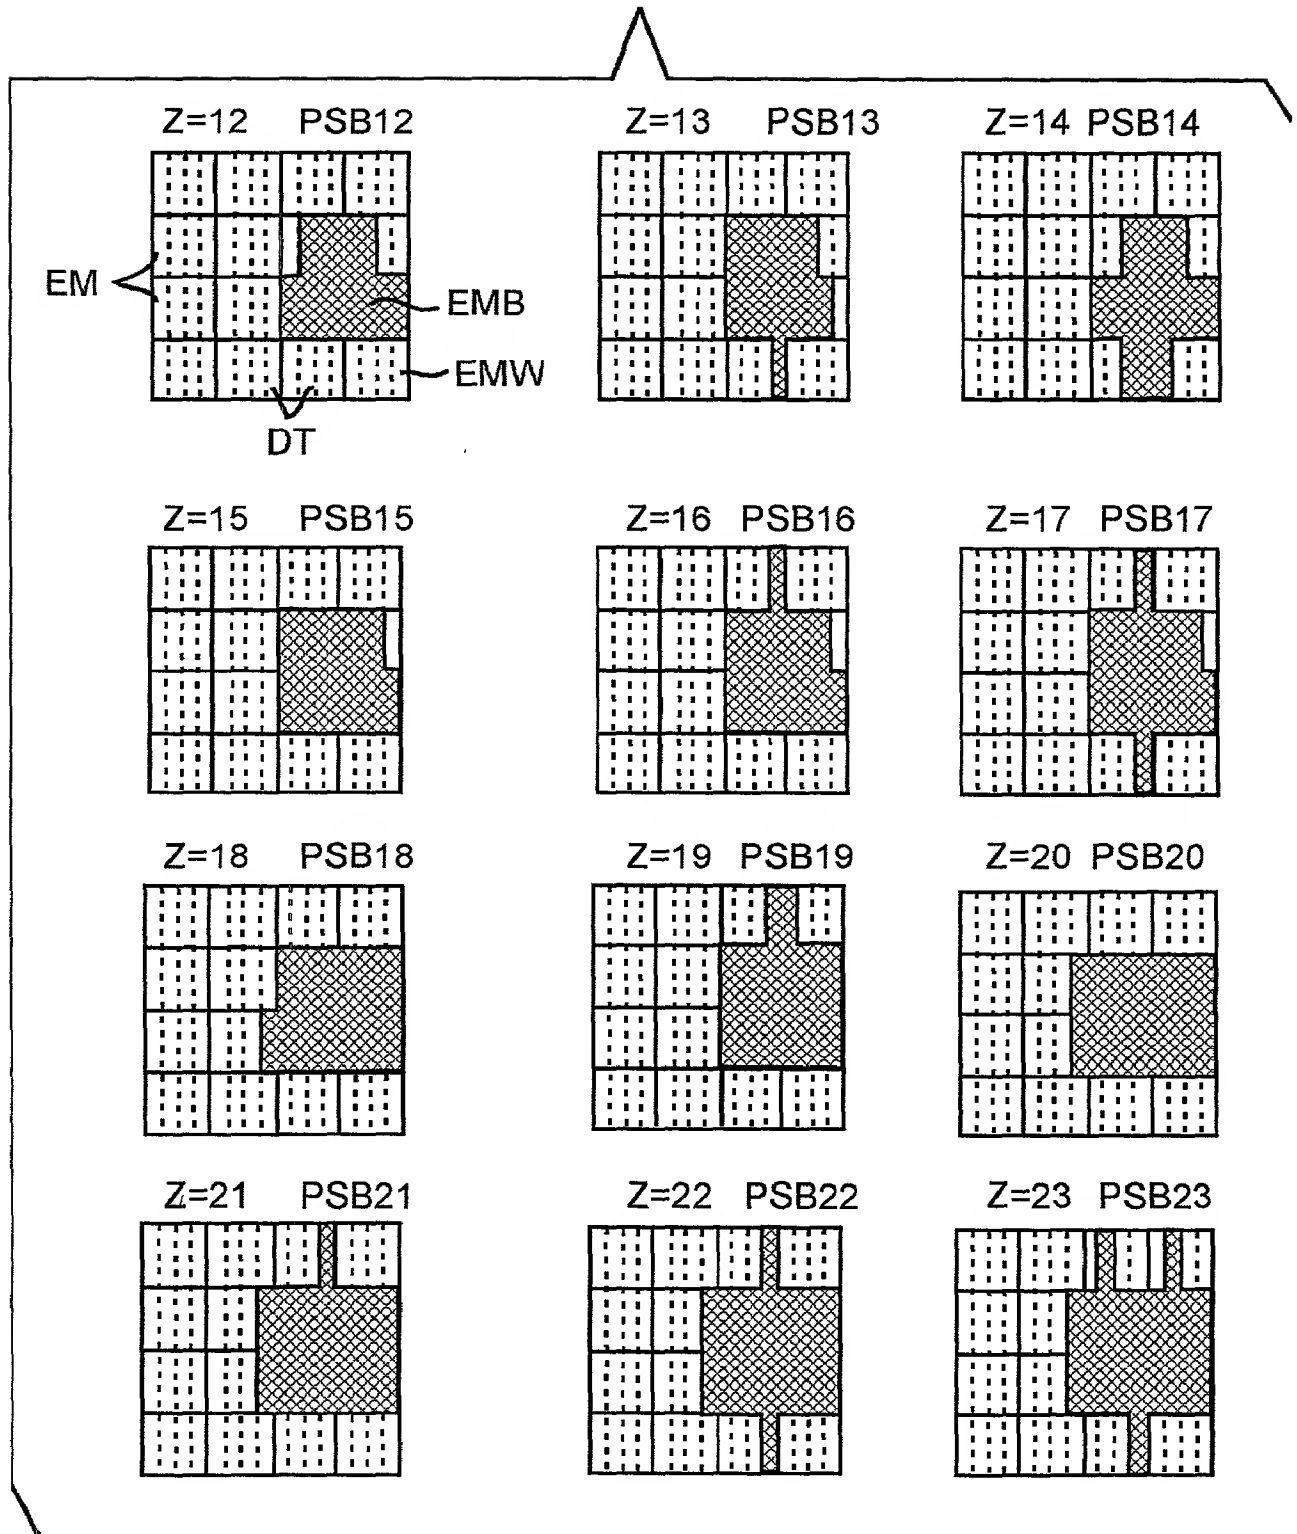 Z=12 PSB12
Z=13 PSB13
Z=14 PSB14
EM
EMB
EMW
DT
Z=15 PSB15
Z=16 PSB16
Z=17 PSB17
Z=18 PSB18
Z=19 PSB19
Z=20 PSB20
Z=21 PSB21
Z=22 PSB22
Z=23 PSB23